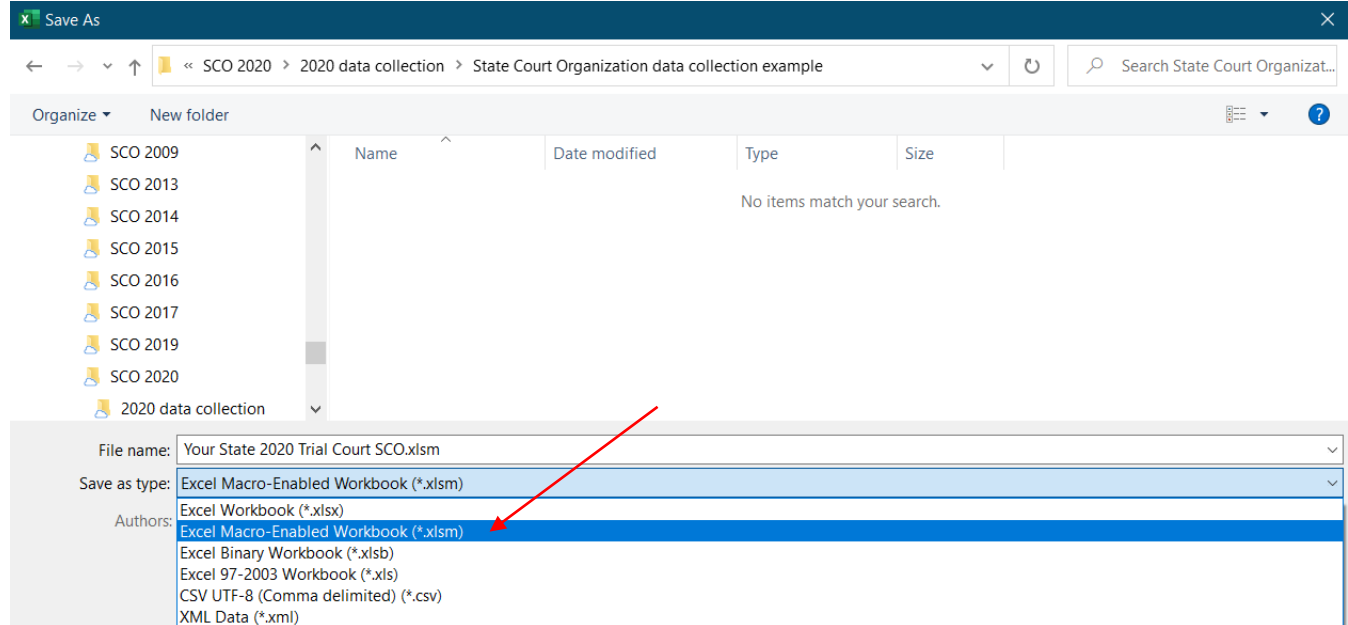 Save As
« SCO 2020 > 2020 data collection > State Court Organization data collection example
Search State Court Organizat...
Organize
New folder
Name
Date modified
Type
Size
SCO 2009
SCO 2013
SCO 2014
SCO 2015
SCO 2016
SCO 2017
SCO 2019
SCO 2020
2020 data collection
No items match your search.
File name: Your State 2020 Trial Court SCO.xlsm
Save as type: Excel Macro-Enabled Workbook (*.xlsm)
Authors:
Excel Workbook (*.xlsx)
Excel Macro-Enabled Workbook (*.xlsm)
Excel Binary Workbook (*.xlsb)
Excel 97-2003 Workbook (*.xls)
CSV UTF-8 (Comma delimited) (*.csv)
XML Data (*.xml)